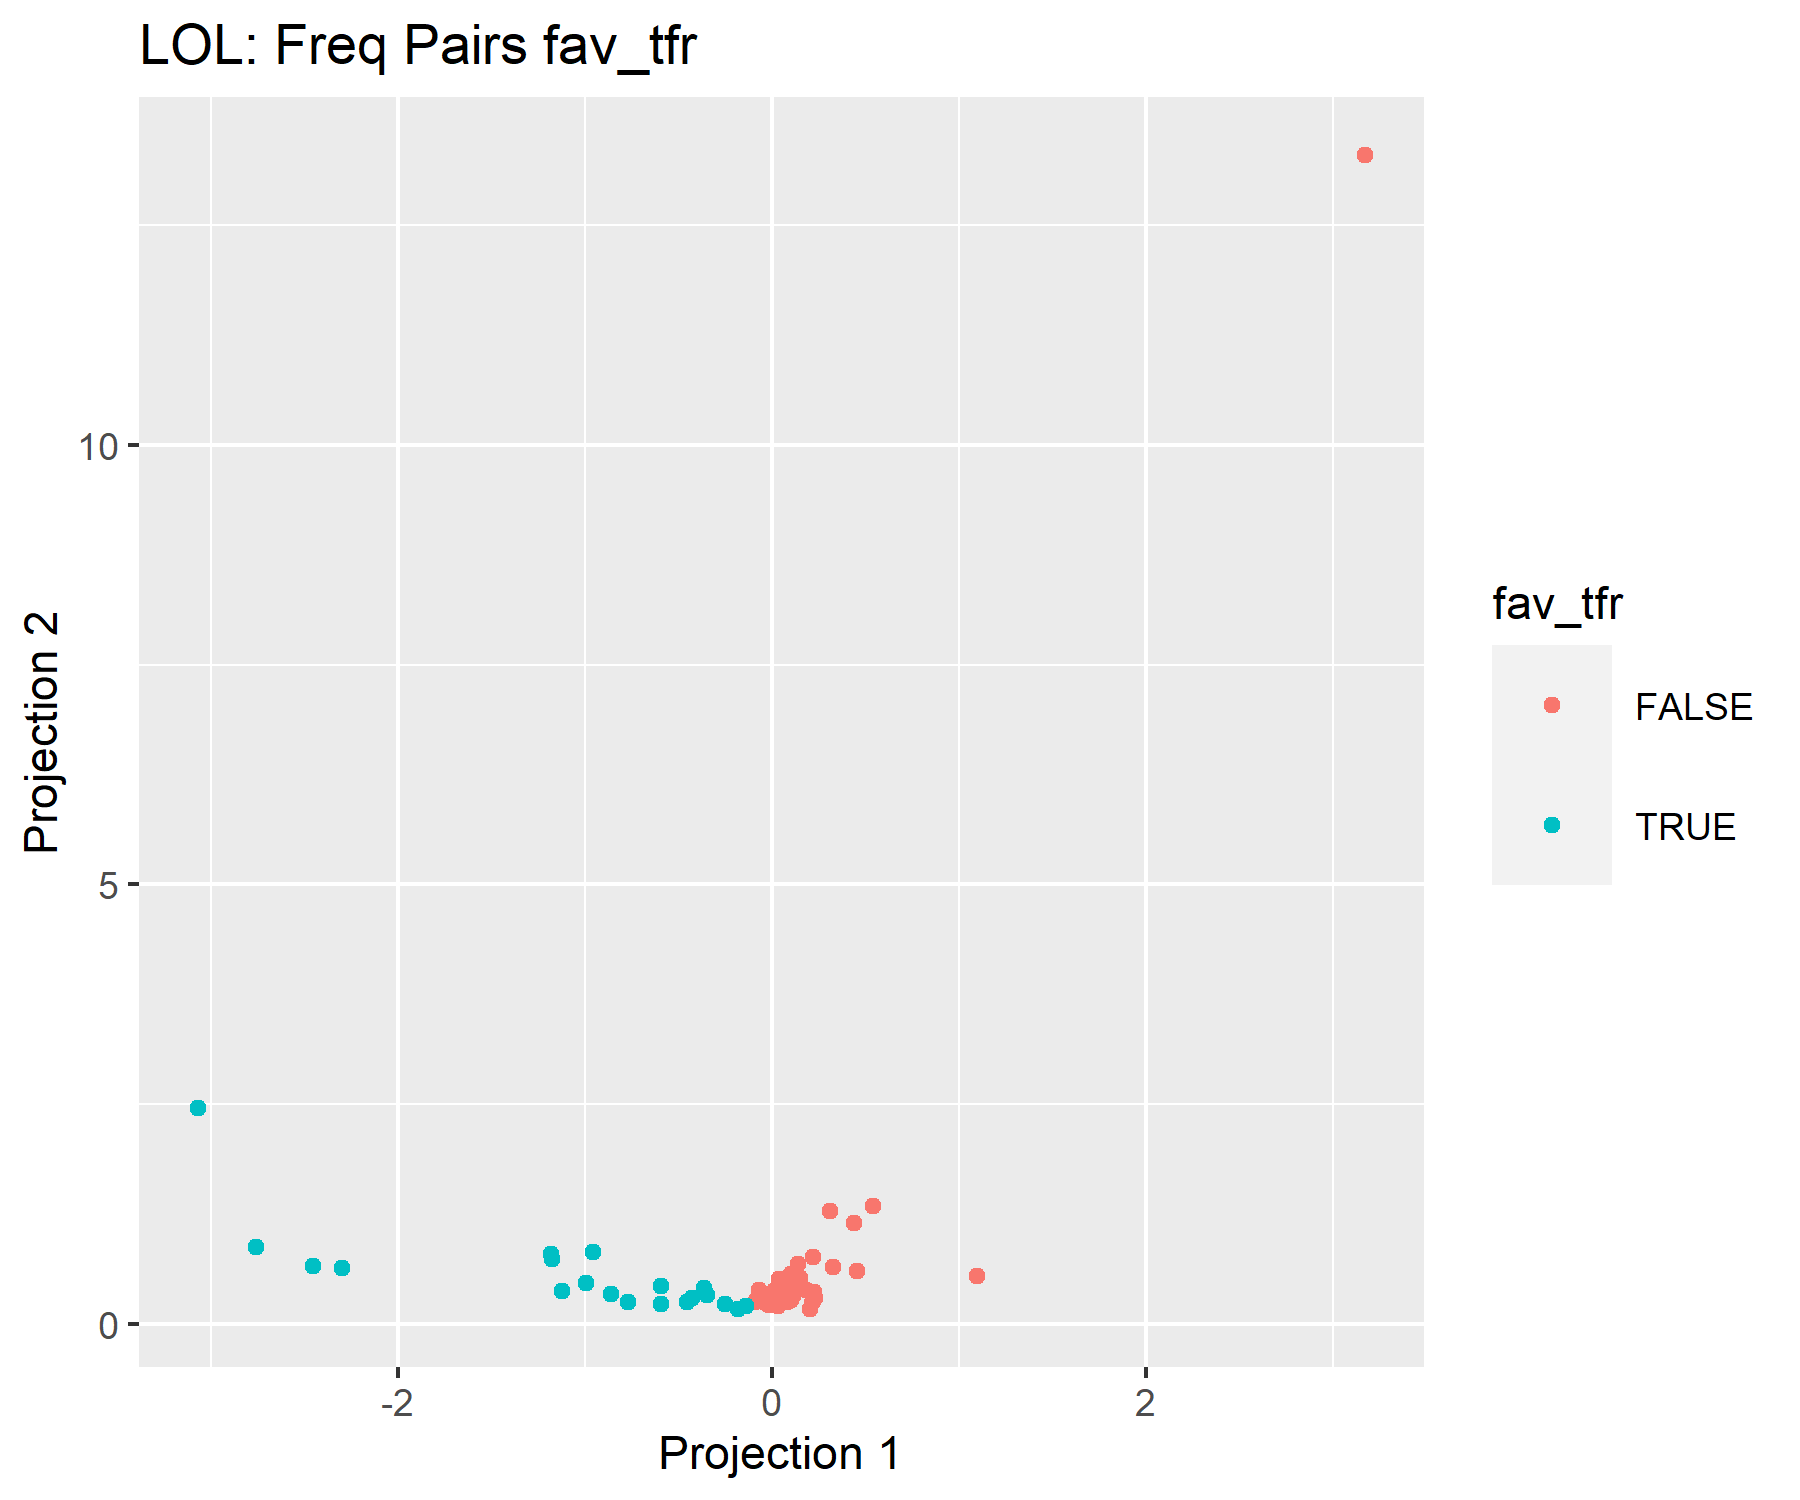 LOL: Freq Pairs fav_tfr
10
5
0
-2
0
2
Projection 1
Projection 2
fav_tfr
FALSE
TRUE